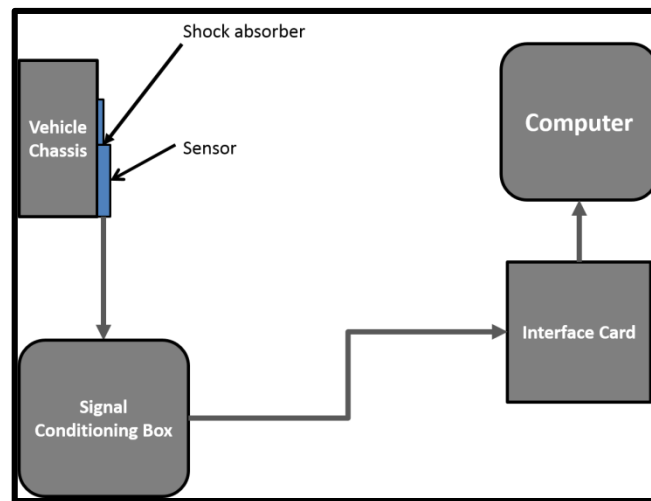 Shock absorber
Vehicle
Chassis
Sensor
Computer
Interface Card
Signal
Conditioning Box